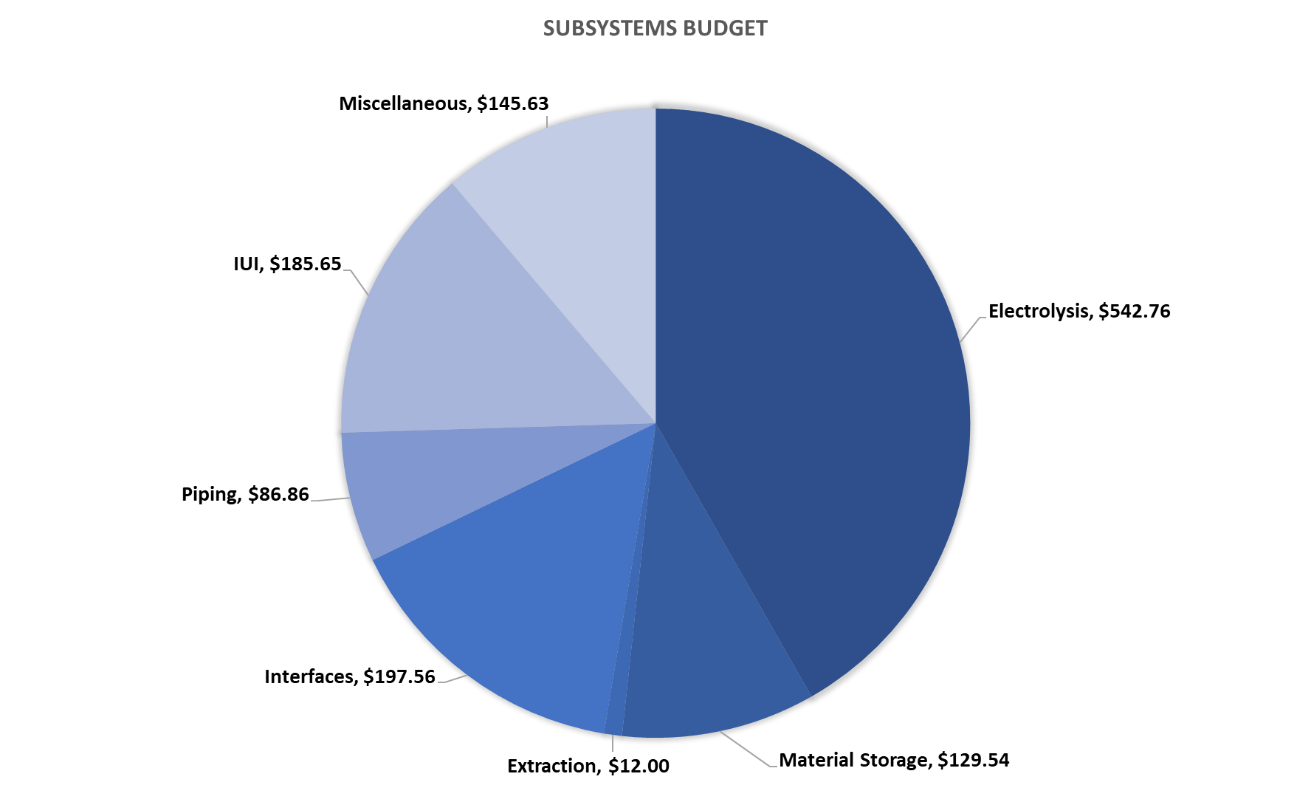 SUBSYSTEMS BUDGET
Miscellaneous, $145.63
IUI, $185.65
Electrolysis, $542.76
Piping, $86.86
Interfaces, $197.56
Extraction, $12.00
Material Storage, $129.54